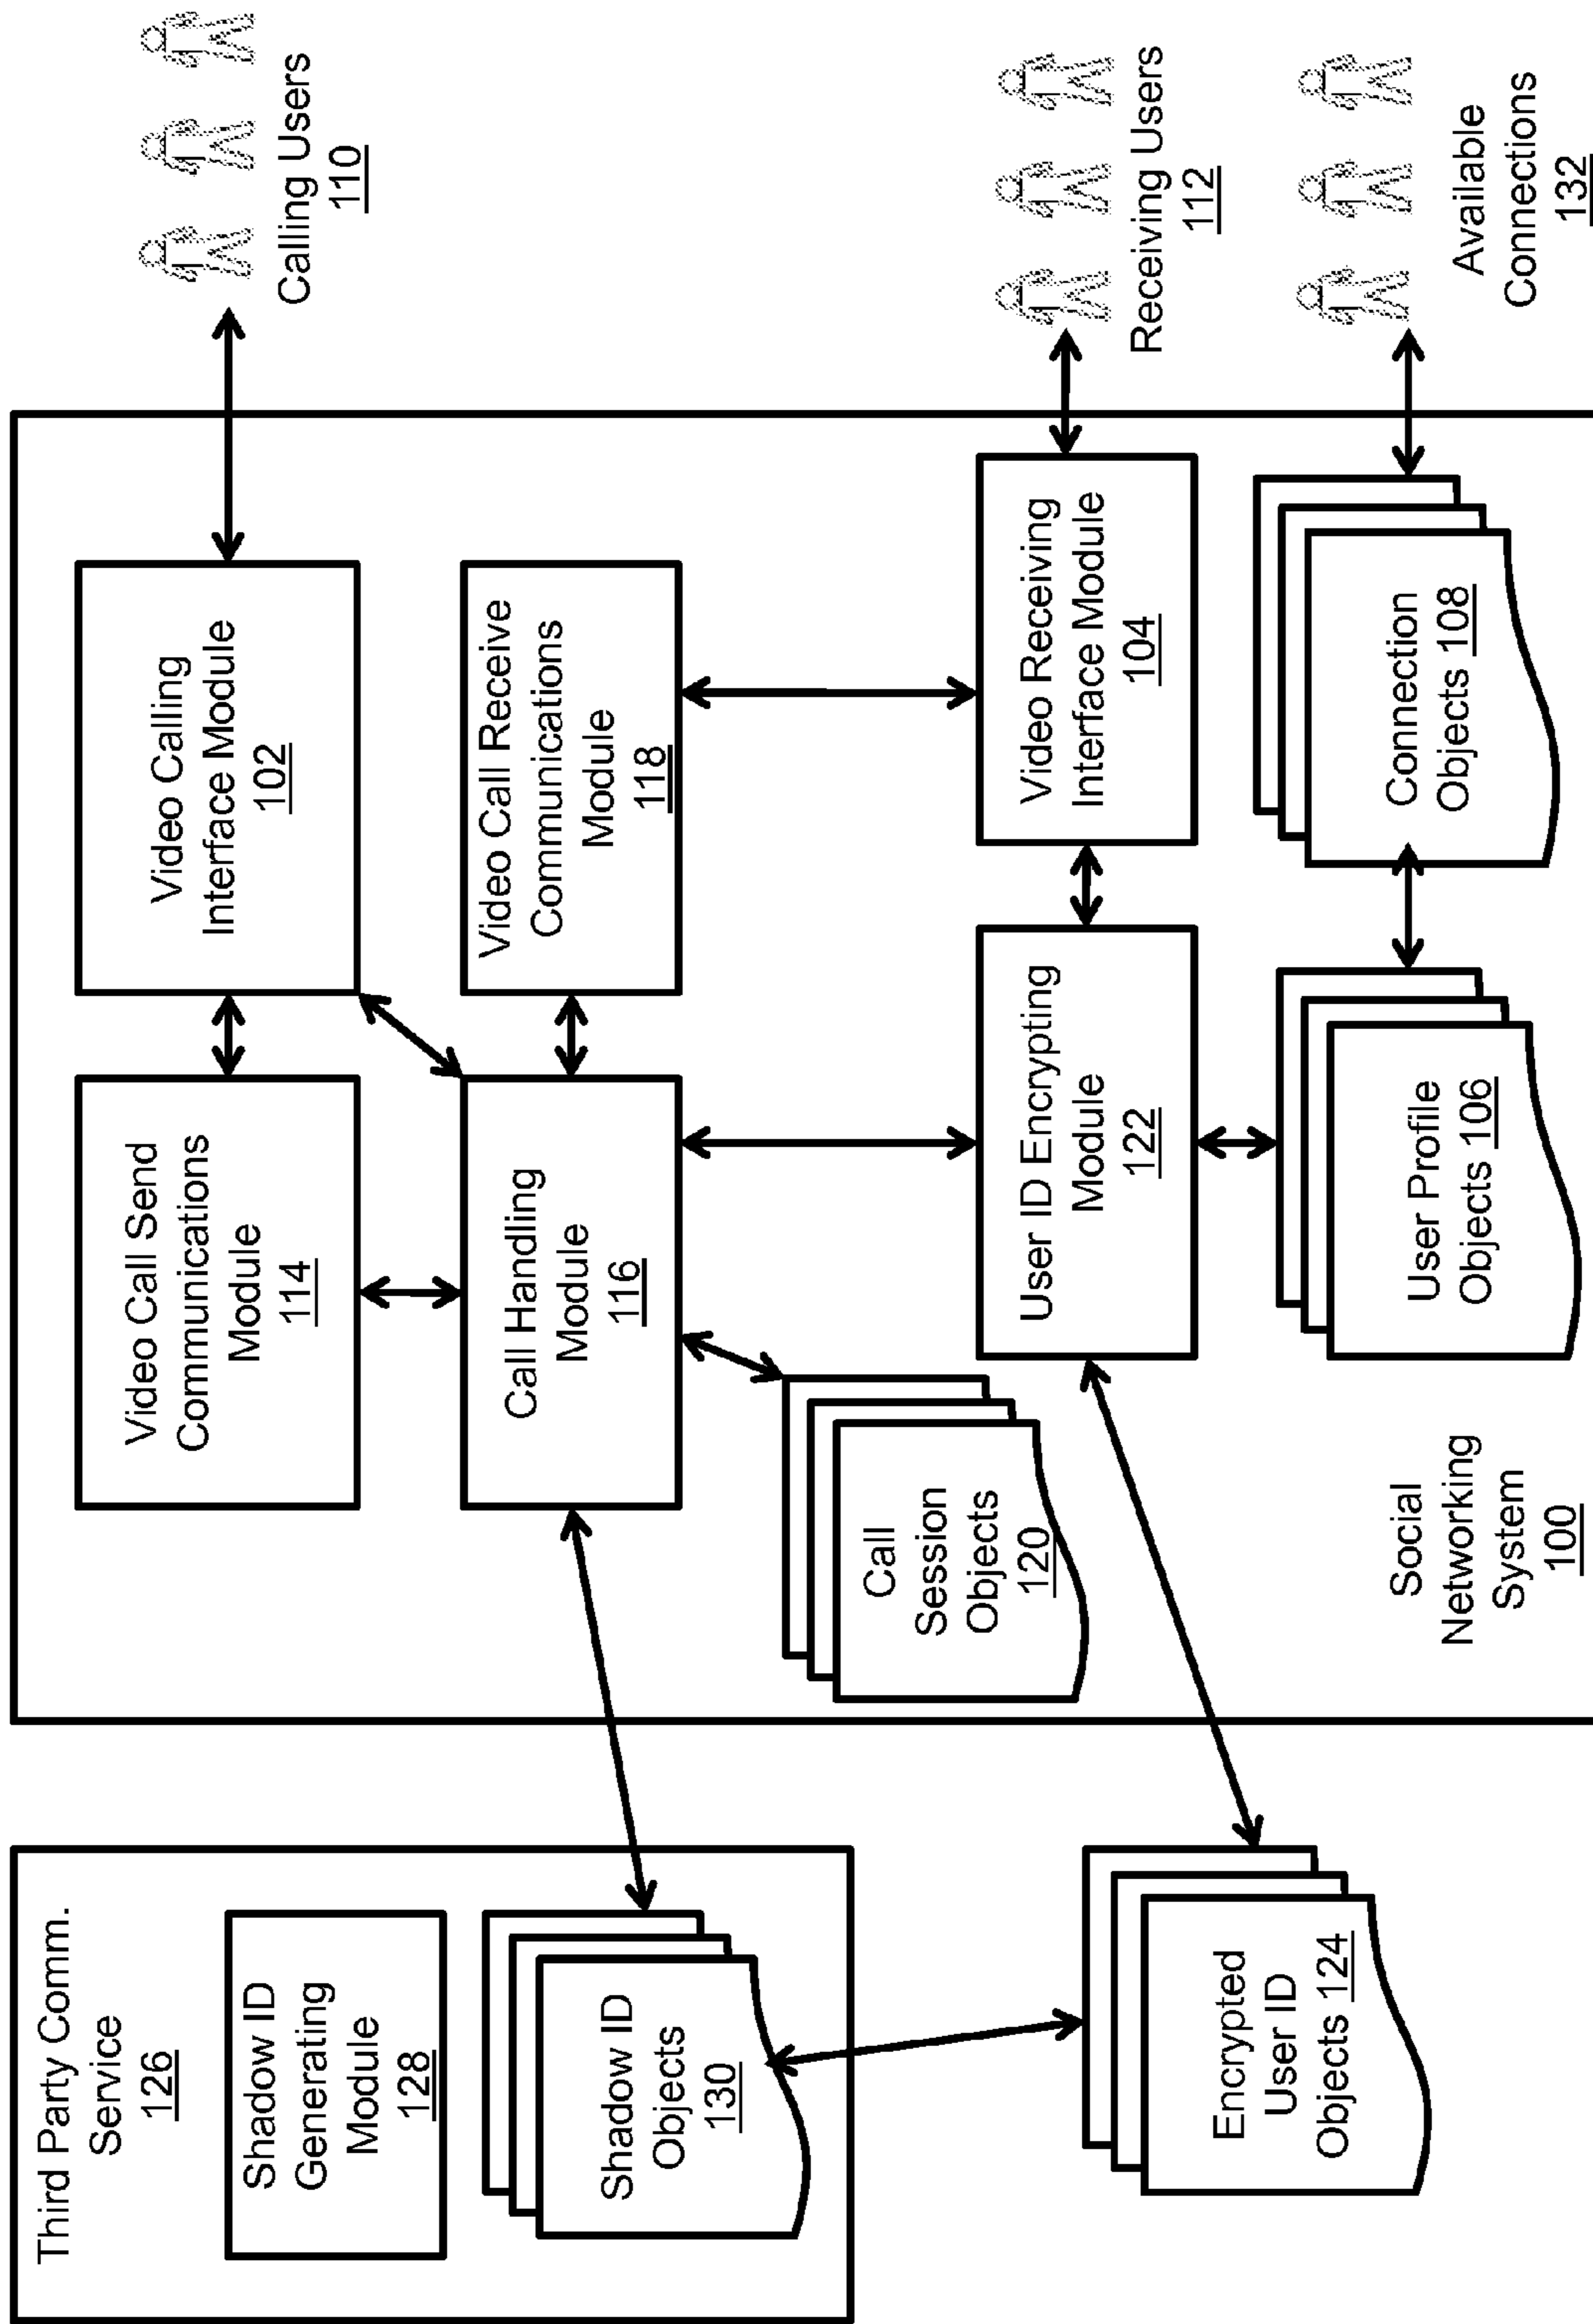 Third Party Comm.
Service
126
Shadow ID
Generating
Module
128
Shadow ID
Objects
130
Encrypted
User ID
Objects 124
Video Call Send
Communications
Module
114
Video Calling
Interface Module
102
Call Handling
Module
116
Video Call Receive
Communications
Module
118
Call
Session
Objects
120
User ID Encrypting
Module
122
Video Receiving
Interface Module
104
User Profile
Objects 106
Connection
Objects 108
Social
Networking
System
100
Calling Users
110
Receiving Users
112
Available
Connections
132